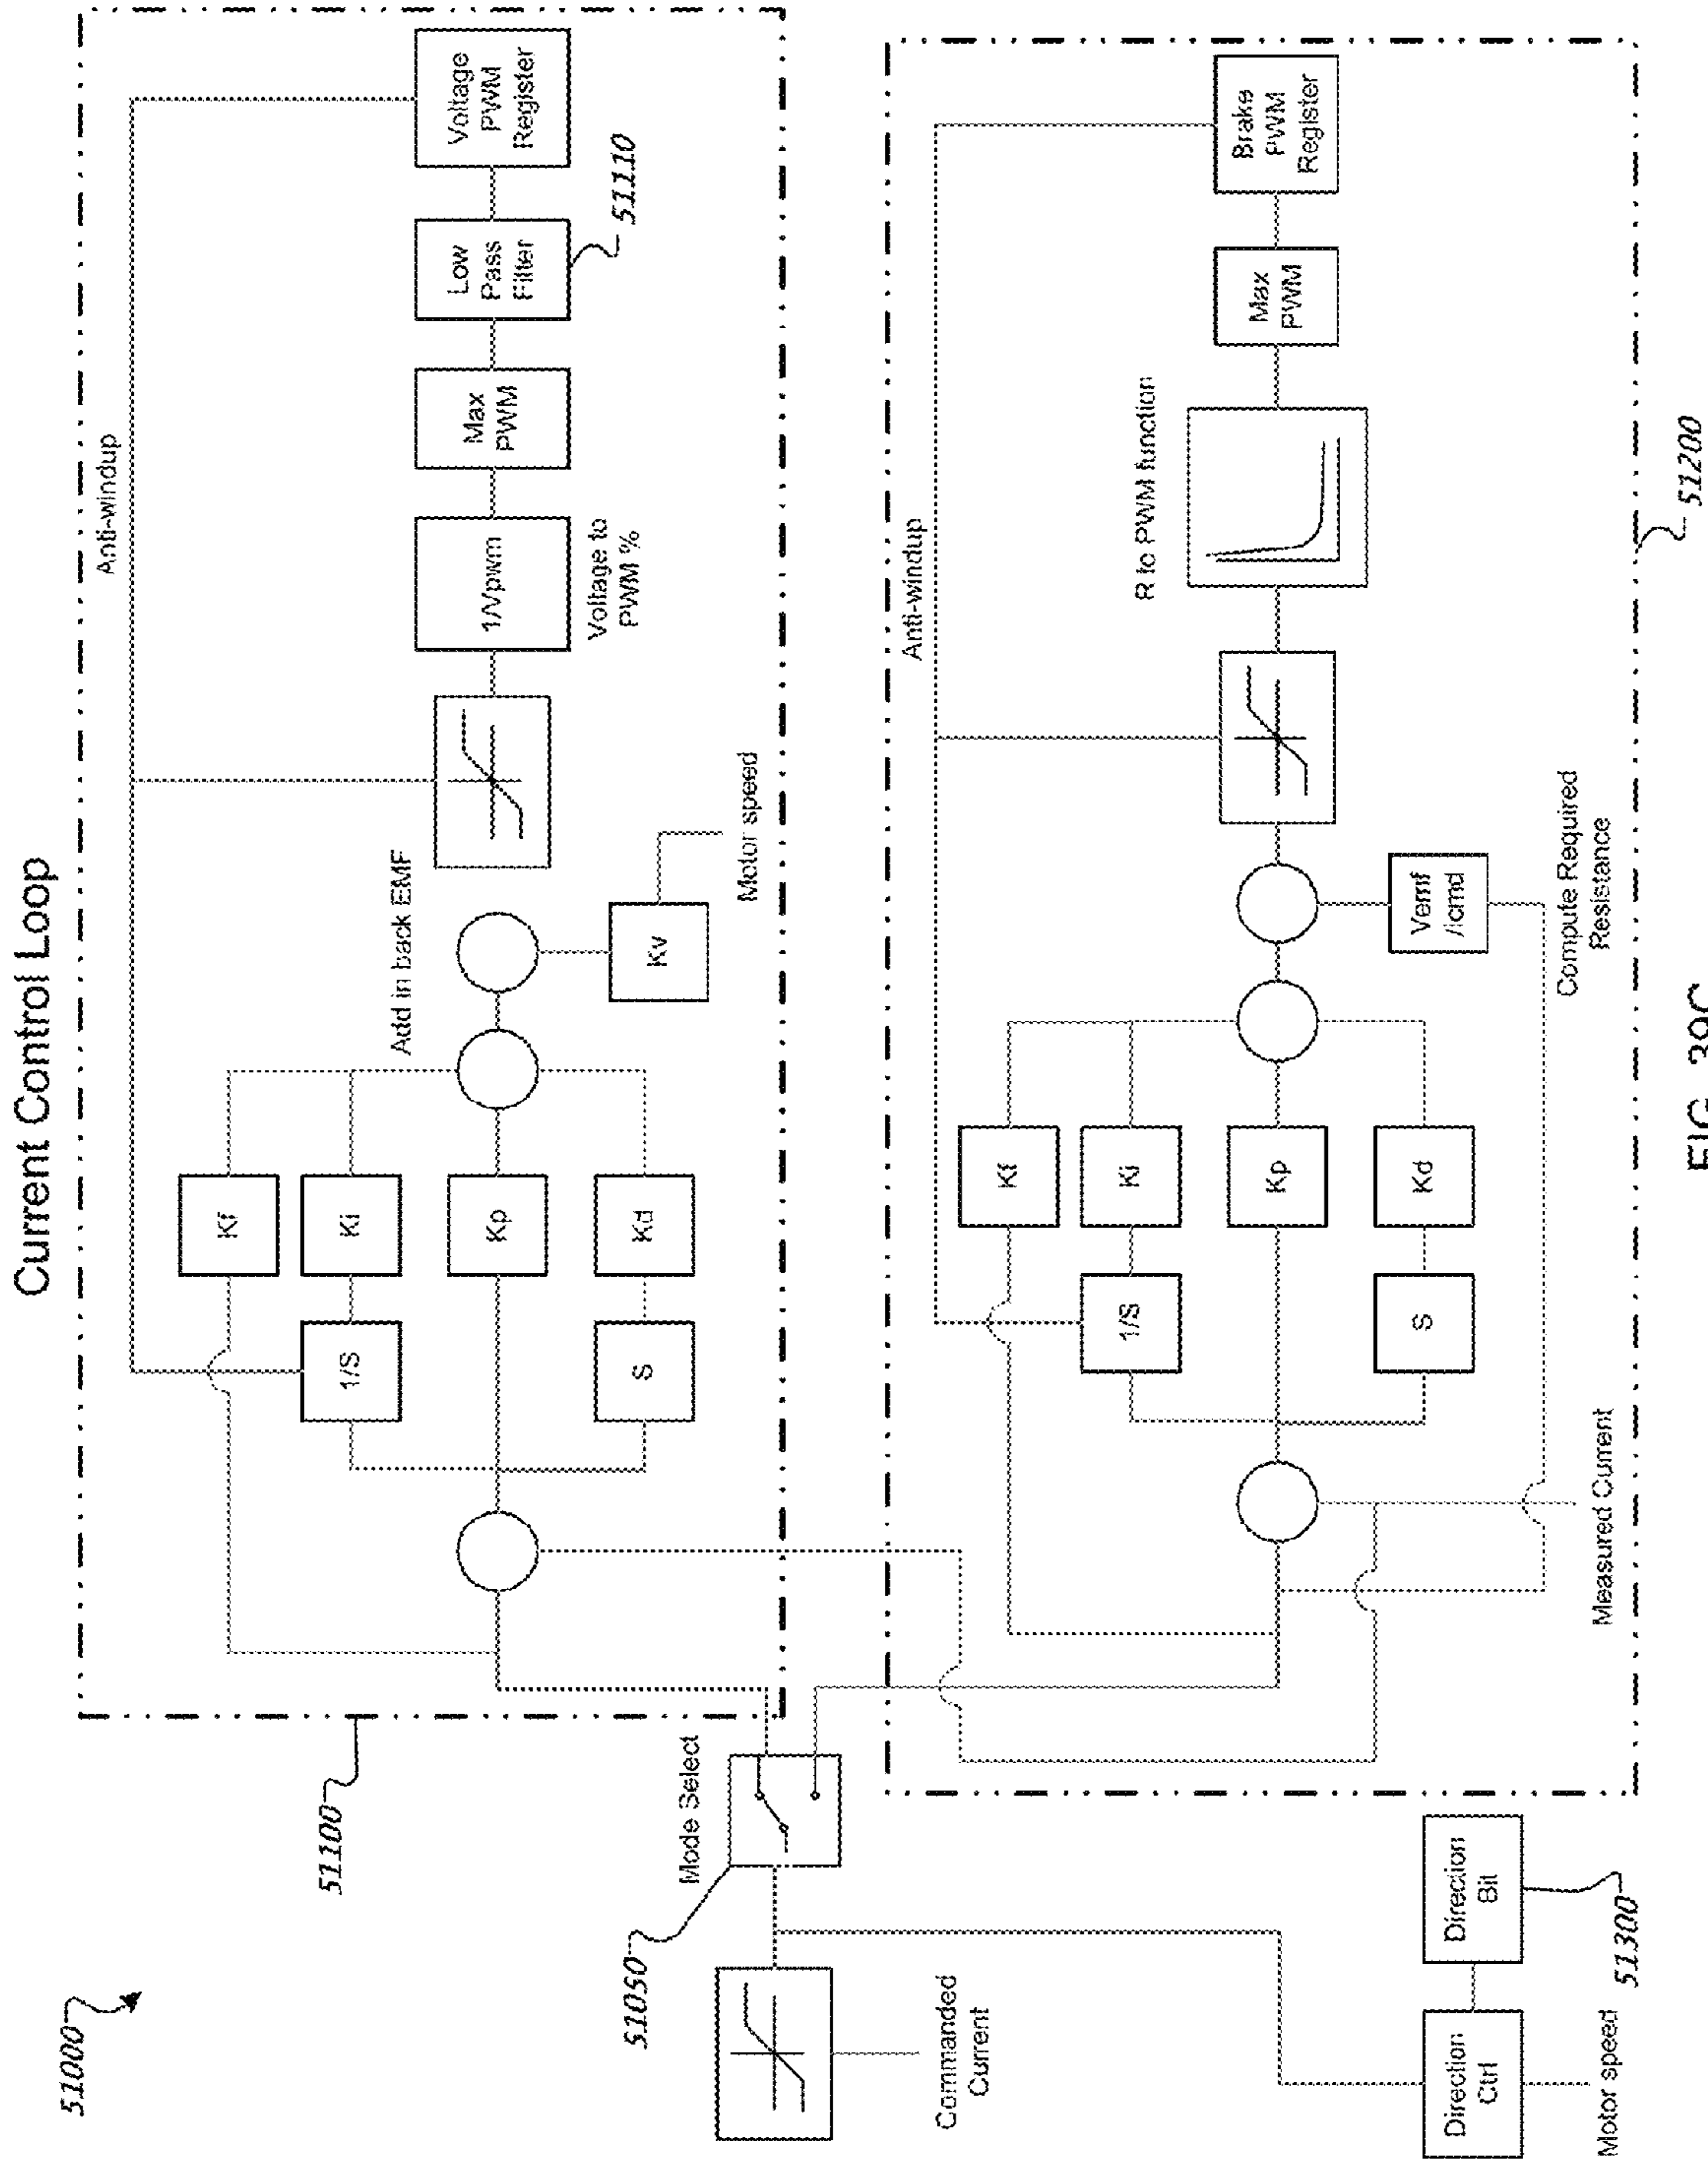 Current Control Loop
51000
51100
Anti-windup
Kf
Ki
1/S
Kp
Kd
S
Add in back EMF
Kv
Motor speed
1/Vpwm
Voltage to
PWM %
Max
PWM
Low
Pass
Filter
51110
Voltage
PWM
Register
Mode Select
51050
Commanded
Current
Anti-windup
Kf
Ki
1/S
Kp
Kd
S
Vemf
/Icmd
Compute Required
Resistance
R to PWM function
Max
PWM
Brake
PWM
Register
51200
Measured Current
Direction
Ctrl
Direction
Bit
51300
Motor speed
FIG. 39C